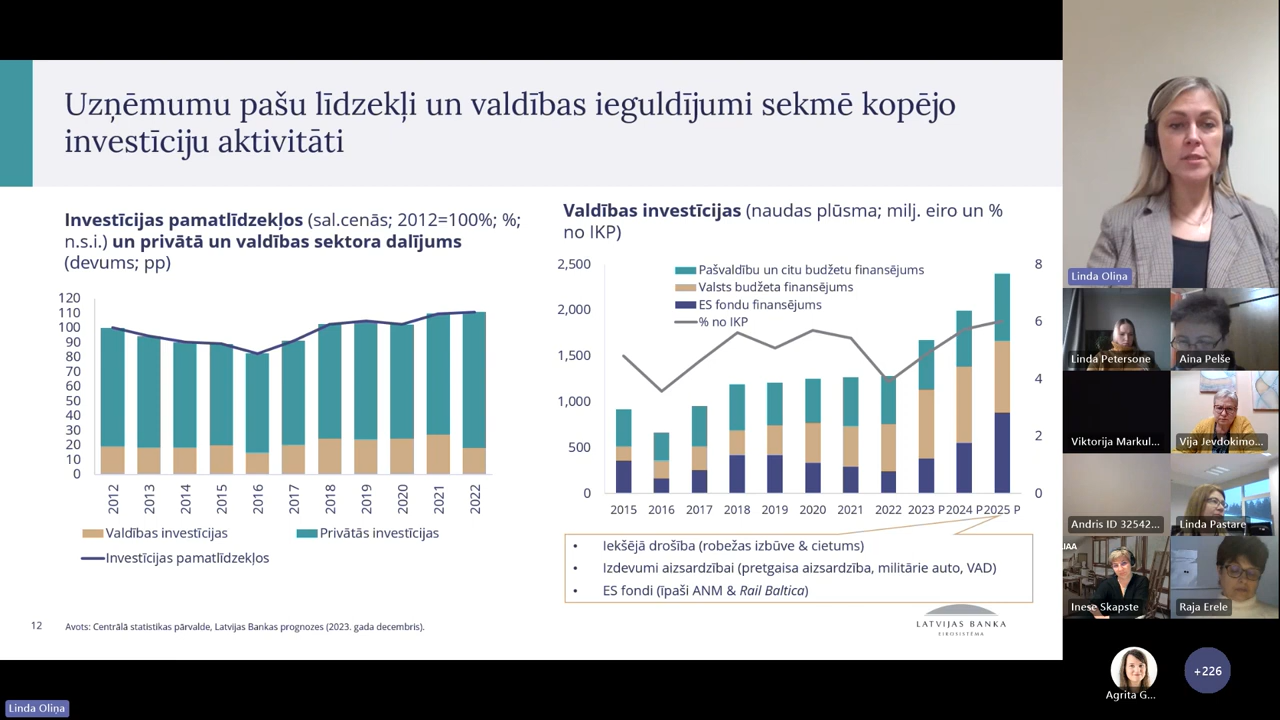 Uzņēmumu pašu līdzekļi un valdības ieguldījumi sekmē kopējo
investīciju aktivitāti
Investīcijas pamatlīdzekļos (sal.cenās; 2012=100%; %;
n.s.i.) un privātā un valdības sektora dalījums
(devums; pp)
120
110
100
90
80
70
60
50
40
30
20
10
0
2012
2013
2014
2015
2016
2017
2018
2019
2020
2021
2022
Valdības investīcijas
Privātās investīcijas
Investīcijas pamatlīdzekļos
Valdības investīcijas (naudas plūsma; milj. eiro un %
no IKP)
2,500
2,000
1,500
1,000
500
0
8
6
4
2
0
Pašvaldību un citu budžetu finansējums
Valsts budžeta finansējums
ES fondu finansējums
% no IKP
2015
2016
2017
2018
2019
2020
2021
2022
2023 P
2024 P
2025 P
• Iekšējā drošība (robežas izbūve & cietums)
• Izdevumi aizsardzībai (pretgaisa aizsardzība, militārie auto, VAD)
• ES fondi (īpaši ANM & Rail Baltica)
12
Avots: Centrālā statistikas pārvalde, Latvijas Bankas prognozes (2023. gada decembris).
LATVIJAS BANKA
EIROSISTĒMA
Linda Oliņa
Linda Petersone
Aina Pelše
Viktorija Markul...
Vija Jevdokimo...
Andris ID 32542...
Linda Pastare
IAA
Inese Skapste
Raja Erele
Agrita G...
+226
Linda Oliņa